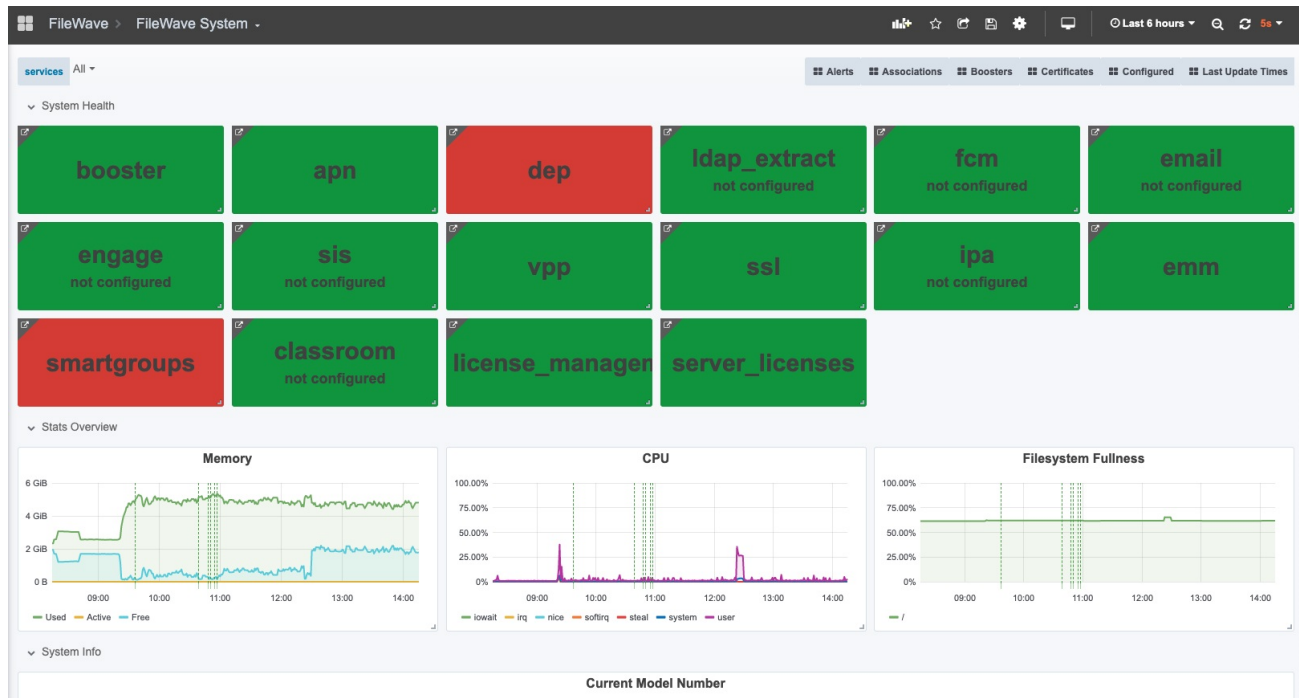 FileWave > FileWave System
Last 6 hours
5s
services
All
Alerts
Associations
Boosters
Certificates
Configured
Last Update Times
System Health
booster
apn
dep
ldap_extract
not configured
fcm
not configured
email
not configured
engage
not configured
sis
not configured
vpp
ssl
ipa
not configured
emm
smartgroups
classroom
not configured
license_managem
server_licenses
Stats Overview
Memory
6 GiB
4 GiB
2 GiB
0 B
09:00 10:00 11:00 12:00 13:00 14:00
Used Active Free
CPU
100.00%
75.00%
50.00%
25.00%
0%
09:00 10:00 11:00 12:00 13:00 14:00
iowait irq nice softirq steal system user
Filesystem Fullness
100.00%
75.00%
50.00%
25.00%
0%
09:00 10:00 11:00 12:00 13:00 14:00
/
System Info
Current Model Number